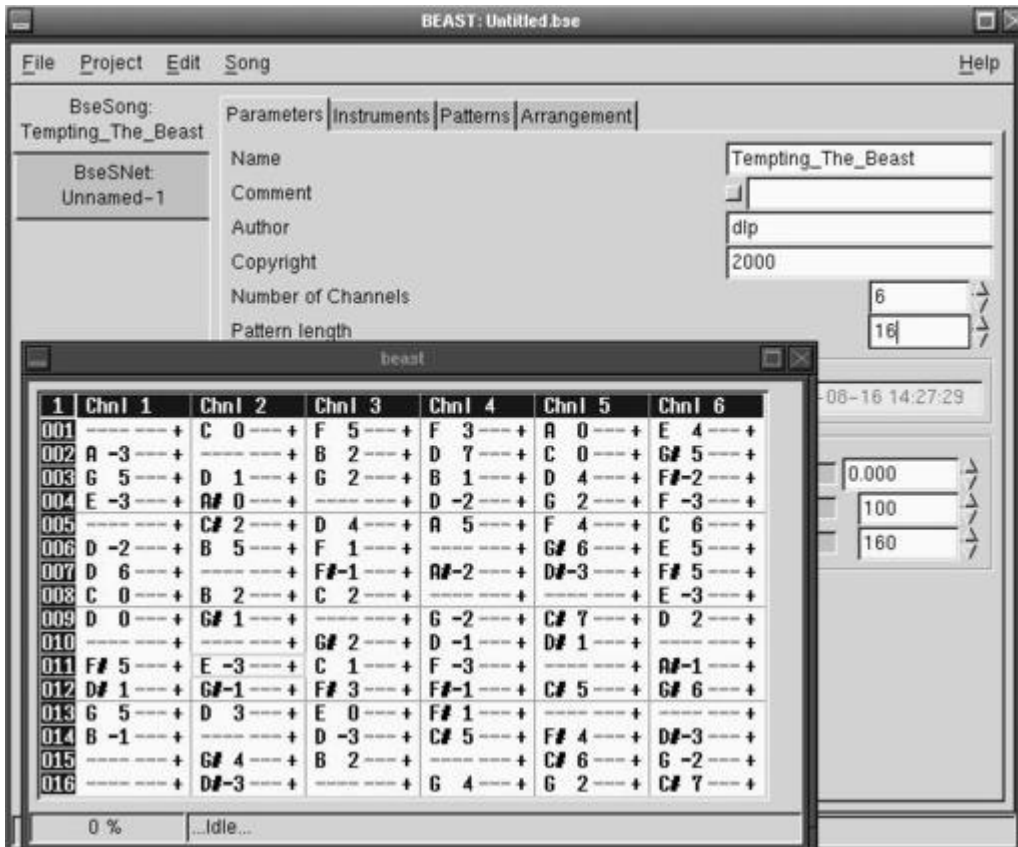 BEAST: Untitled.bse
File Project Edit Song Help
BseSong:
Tempting_The_Beast
BseSNet:
Unnamed-1
Parameters Instruments Patterns Arrangement
Name Tempting_The_Beast
Comment
Author dip
Copyright 2000
Number of Channels 6
Pattern length 16
-08-16 14:27:29
0.000
100
160
beast
1 Chnl 1 Chnl 2 Chnl 3 Chnl 4 Chnl 5 Chnl 6
001 ---- --- + C 0 --- + F 5 --- + F 3 --- + A 0 --- + E 4 --- +
002 A -3 --- + ---- --- + B 2 --- + D 7 --- + C 0 --- + G# 5 --- +
003 G 5 --- + D 1 --- + G 2 --- + B 1 --- + D 4 --- + F#-2 --- +
004 E -3 --- + A# 0 --- + ---- --- + D -2 --- + G 2 --- + F -3 --- +
005 ---- --- + C# 2 --- + D 4 --- + A 5 --- + F 4 --- + C 6 --- +
006 D -2 --- + B 5 --- + F 1 --- + ---- --- + G# 6 --- + E 5 --- +
007 D 6 --- + ---- --- + F#-1 --- + A#-2 --- + D#-3 --- + F# 5 --- +
008 C 0 --- + B 2 --- + C 2 --- + ---- --- + ---- --- + E -3 --- +
009 D 0 --- + G# 1 --- + ---- --- + G -2 --- + C# 7 --- + D 2 --- +
010 ---- --- + ---- --- + G# 2 --- + D -1 --- + D# 1 --- + ---- --- +
011 F# 5 --- + E -3 --- + C 1 --- + F -3 --- + ---- --- + A#-1 --- +
012 D# 1 --- + G#-1 --- + F# 3 --- + F#-1 --- + C# 5 --- + G# 6 --- +
013 G 5 --- + D 3 --- + E 0 --- + F# 1 --- + ---- --- + ---- --- +
014 B -1 --- + ---- --- + D -3 --- + C# 5 --- + F# 4 --- + D#-3 --- +
015 ---- --- + G# 4 --- + B 2 --- + ---- --- + C# 6 --- + G -2 --- +
016 ---- --- + D#-3 --- + ---- --- + G 4 --- + G 2 --- + C# 7 --- +
0 % ...Idle...